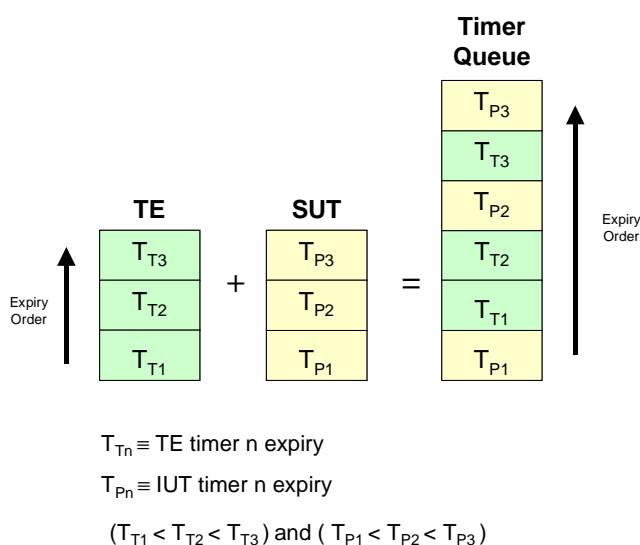 Timer
Queue
T_P3
T_T3
TE
SUT
T_P2
Expiry
Order
T_T3
T_P3
T_T2
Expiry
Order
T_T2
+
T_P2
=
T_T1
T_T1
T_P1
T_P1
T_Tn ≡ TE timer n expiry
T_Pn ≡ IUT timer n expiry
(T_T1 < T_T2 < T_T3) and ( T_P1 < T_P2 < T_P3)